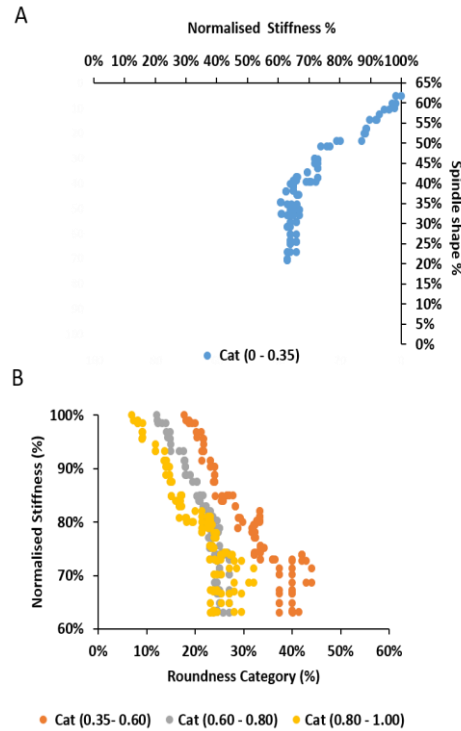 A
Normalised Stiffness %
0% 10% 20% 30% 40% 50% 60% 70% 80% 90% 100%
65%
60%
55%
50%
45%
40%
35%
30%
25%
20%
15%
10%
5%
0%
Spindle shape %
Cat (0 - 0.35)
B
100%
90%
80%
70%
60%
Normalised Stiffness (%)
0% 10% 20% 30% 40% 50% 60%
Roundness Category (%)
Cat (0.35- 0.60) Cat (0.60 - 0.80) Cat (0.80 - 1.00)